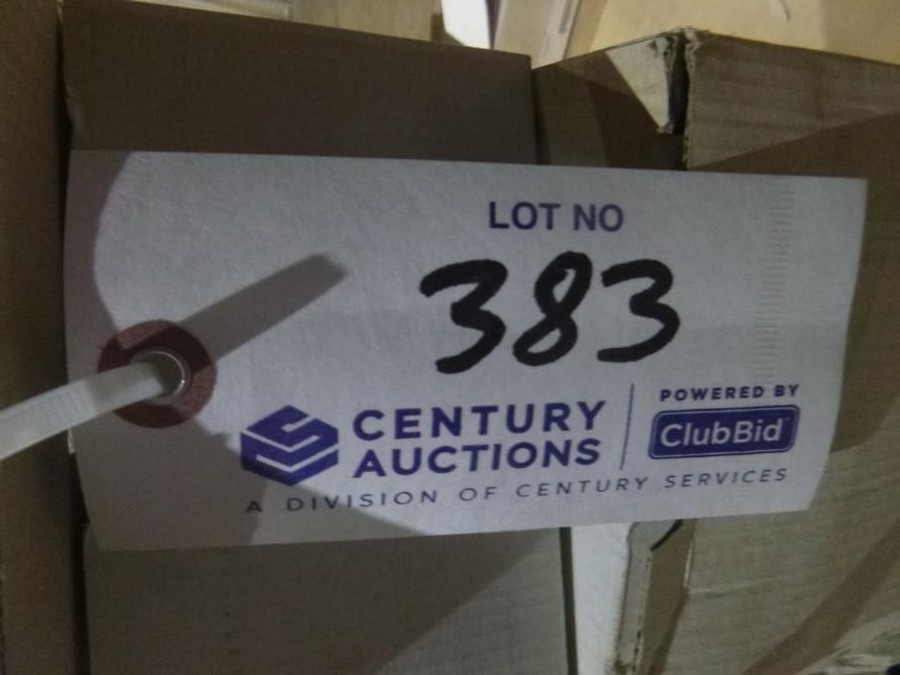 LOT NO
383
CENTURY
AUCTIONS
POWERED BY
ClubBid
A DIVISION OF CENTURY SERVICES